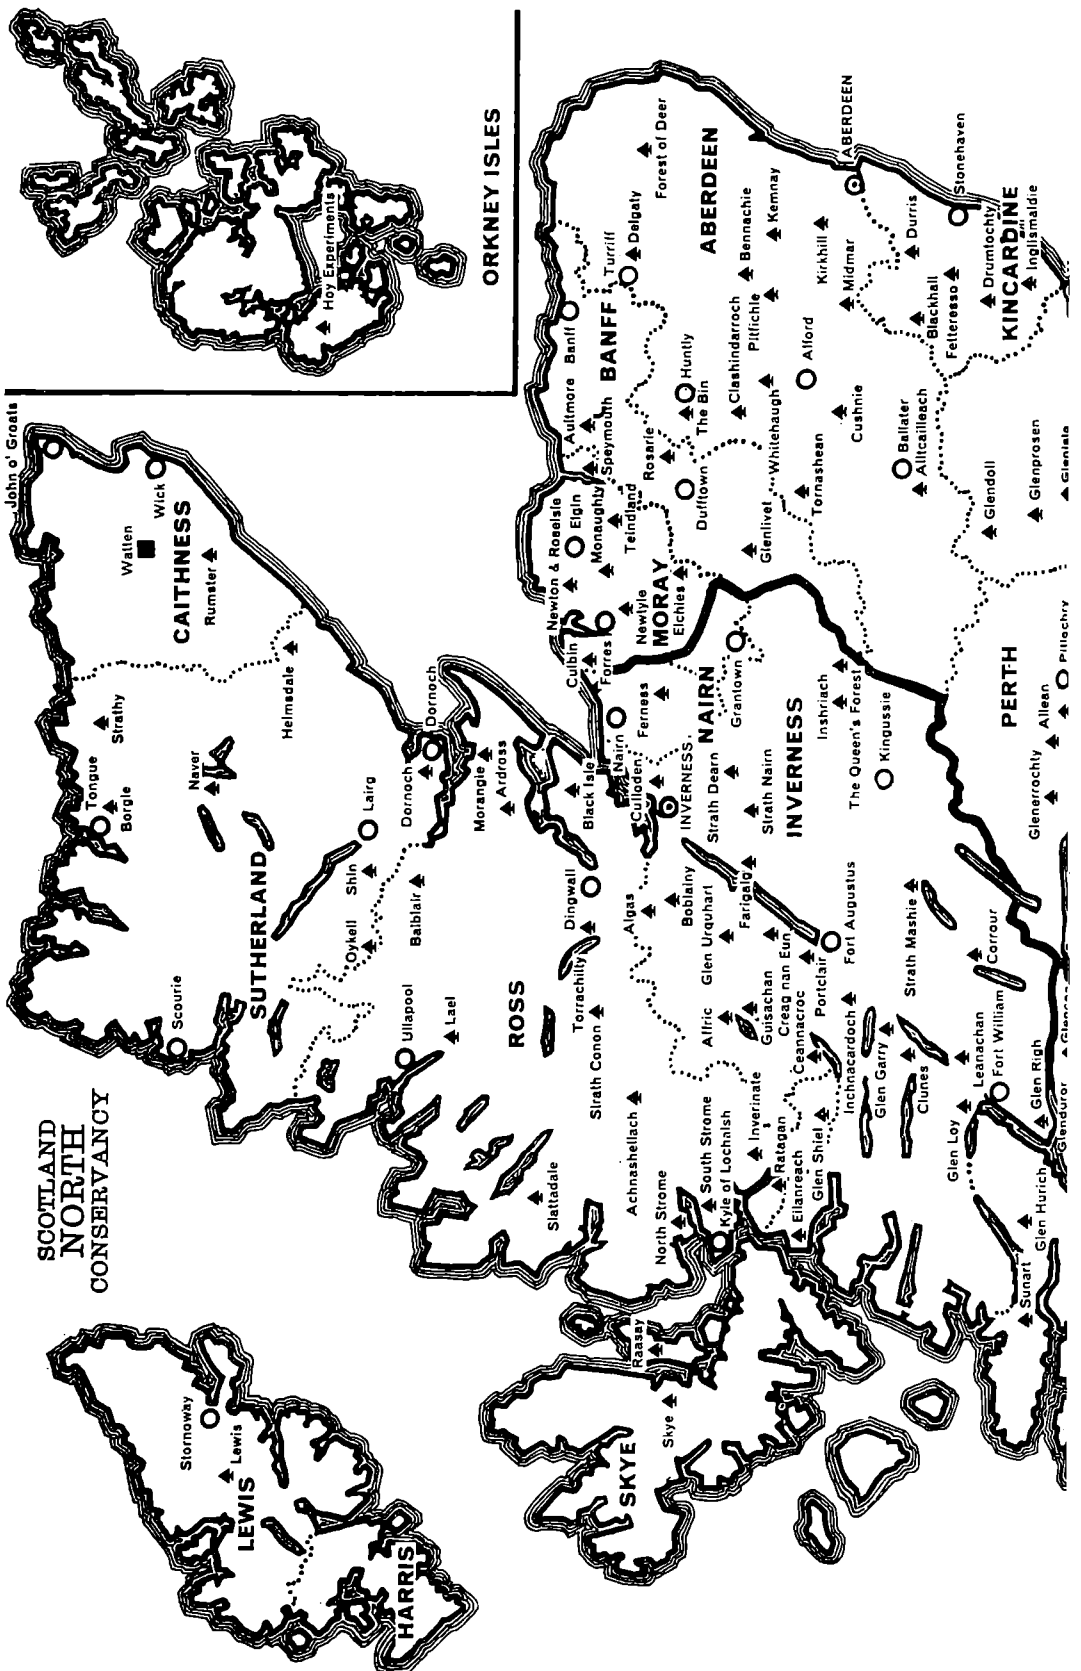 SCOTLAND
NORTH
CONSERVANCY
ORKNEY ISLES
Hoy Experiments
John o' Groats
Wick
Watten
CAITHNESS
Rumster
Helmsdale
Strathy
Tongue
Borgie
Naver
SUTHERLAND
Scourie
Lairg
Shin
Oykell
Dornoch
Dornoch
Balblair
Morangie
Ardross
Ullapool
Lael
ROSS
Black Isle
Dingwall
Torrachilty
Strath Conon
Slattadale
Achnashellach
North Strome
South Strome
Kyle of Lochalsh
Inverinate
Ratagan
Eilanreach
Glen Shiel
LEWIS
Stornoway
Lewis
HARRIS
SKYE
Skye
Raasay
Culbin
Forres
Nairn
Ferness
Culloden
INVERNESS
NAIRN
Grantown
Strath Dearn
Strath Nairn
INVERNESS
Inshriach
The Queen's Forest
Kingussie
Algas
Boblainy
Glen Urquhart
Farigaig
Affric
Guisachan
Creag nan Eun
Ceannacroc
Portclair
Fort Augustus
Inchnacardoch
Glen Garry
Clunes
Strath Mashie
Corrour
Leanachan
Fort William
Glen Loy
Glen Righ
Glenduror
Glencoe
Glen Hurich
Sunart
Newton & Roseisle
Elgin
Monaughty
Teindland
Newtyle
MORAY
Elchies
Speymouth
Aultmore
Banff
BANFF
Turriff
Delgaty
Forest of Deer
ABERDEEN
Rosarie
Huntly
The Bin
Dufftown
Clashindarroch
Pitfichie
Bennachie
Kemnay
Whitehaugh
Glenlivet
Tornashean
Alford
Cushnie
Kirkhill
Midmar
ABERDEEN
Ballater
Alltcailleach
Durris
Blackhall
Fetteresso
Stonehaven
Drumtochty
KINCARDINE
Inglismaldie
Glendoll
Glenprosen
Glenisla
PERTH
Pitlochry
Allean
Glenerrochty